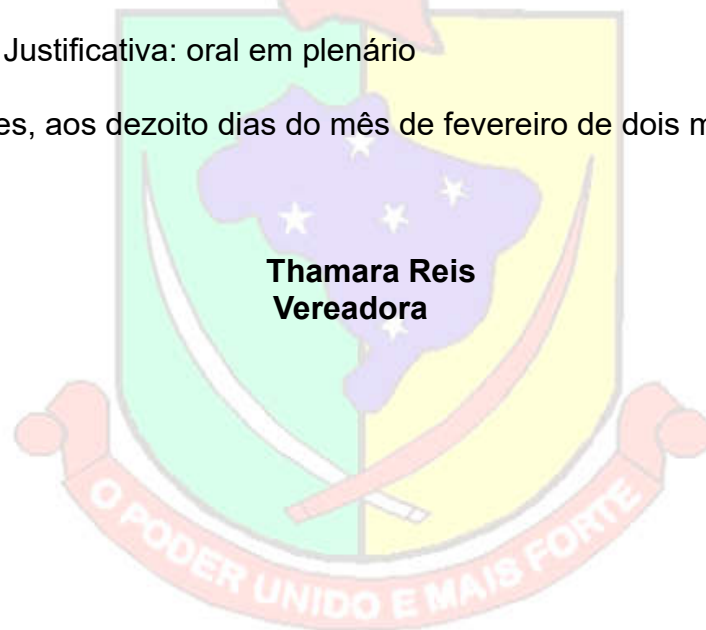 Justificativa: oral em plenário
es, aos dezoito dias do mês de fevereiro de dois m
Thamara Reis
Vereadora
O PODER UNIDO E MAIS FORTE